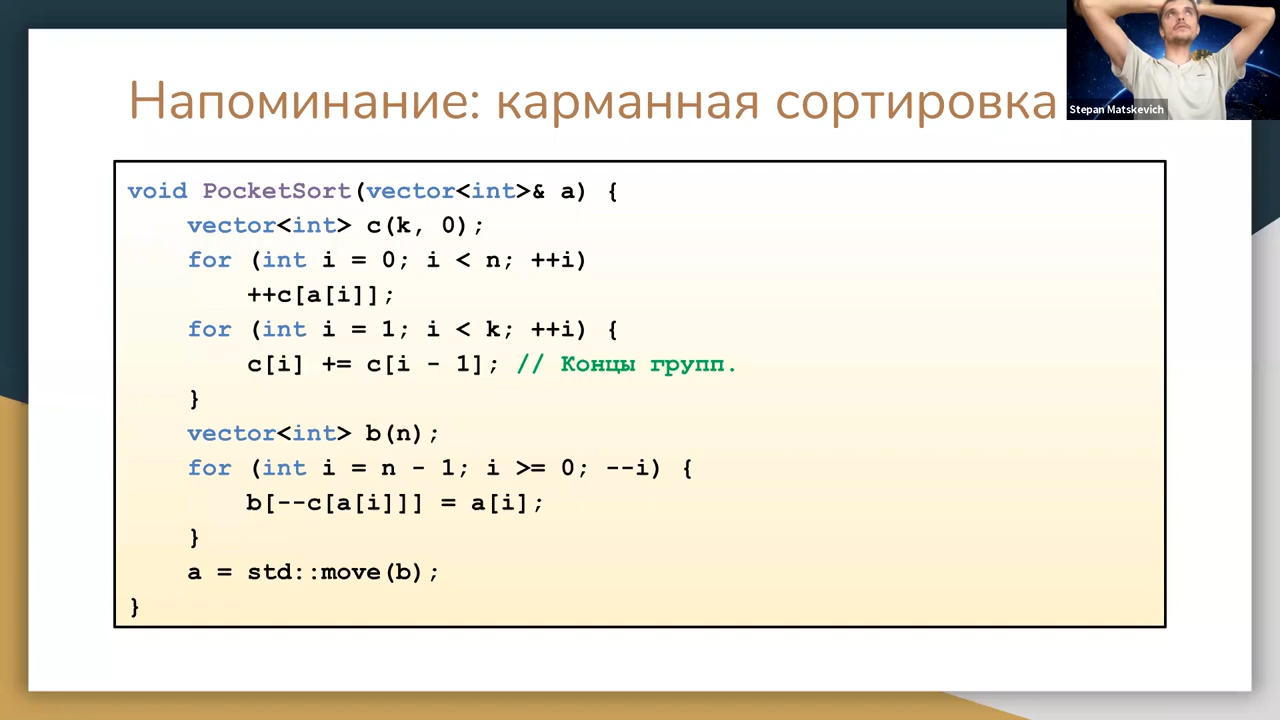 Напоминание: карманная сортировка
Stepan Matskevich
void PocketSort(vector<int>& a) {
    vector<int> c(k, 0);
    for (int i = 0; i < n; ++i)
        ++c[a[i]];
    for (int i = 1; i < k; ++i) {
        c[i] += c[i - 1]; // Концы групп.
    }
    vector<int> b(n);
    for (int i = n - 1; i >= 0; --i) {
        b[--c[a[i]]] = a[i];
    }
    a = std::move(b);
}